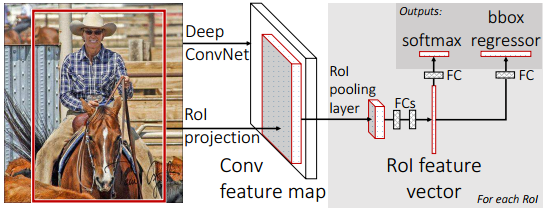 Deep
ConvNet
RoI
projection
Conv
feature map
RoI
pooling
layer
FCs
RoI feature
vector
Outputs:
softmax
bbox
regressor
FC
FC
For each RoI